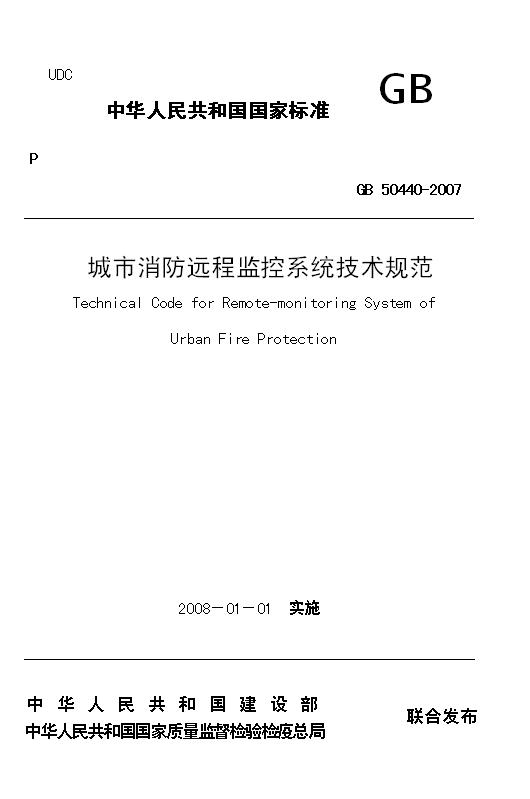 UDC
GB
中华人民共和国国家标准
P
GB 50440-2007
城市消防远程监控系统技术规范
Technical Code for Remote-monitoring System of
Urban Fire Protection
2008-01-01 实施
中华人民共和国建设部
中华人民共和国国家质量监督检验检疫总局
联合发布